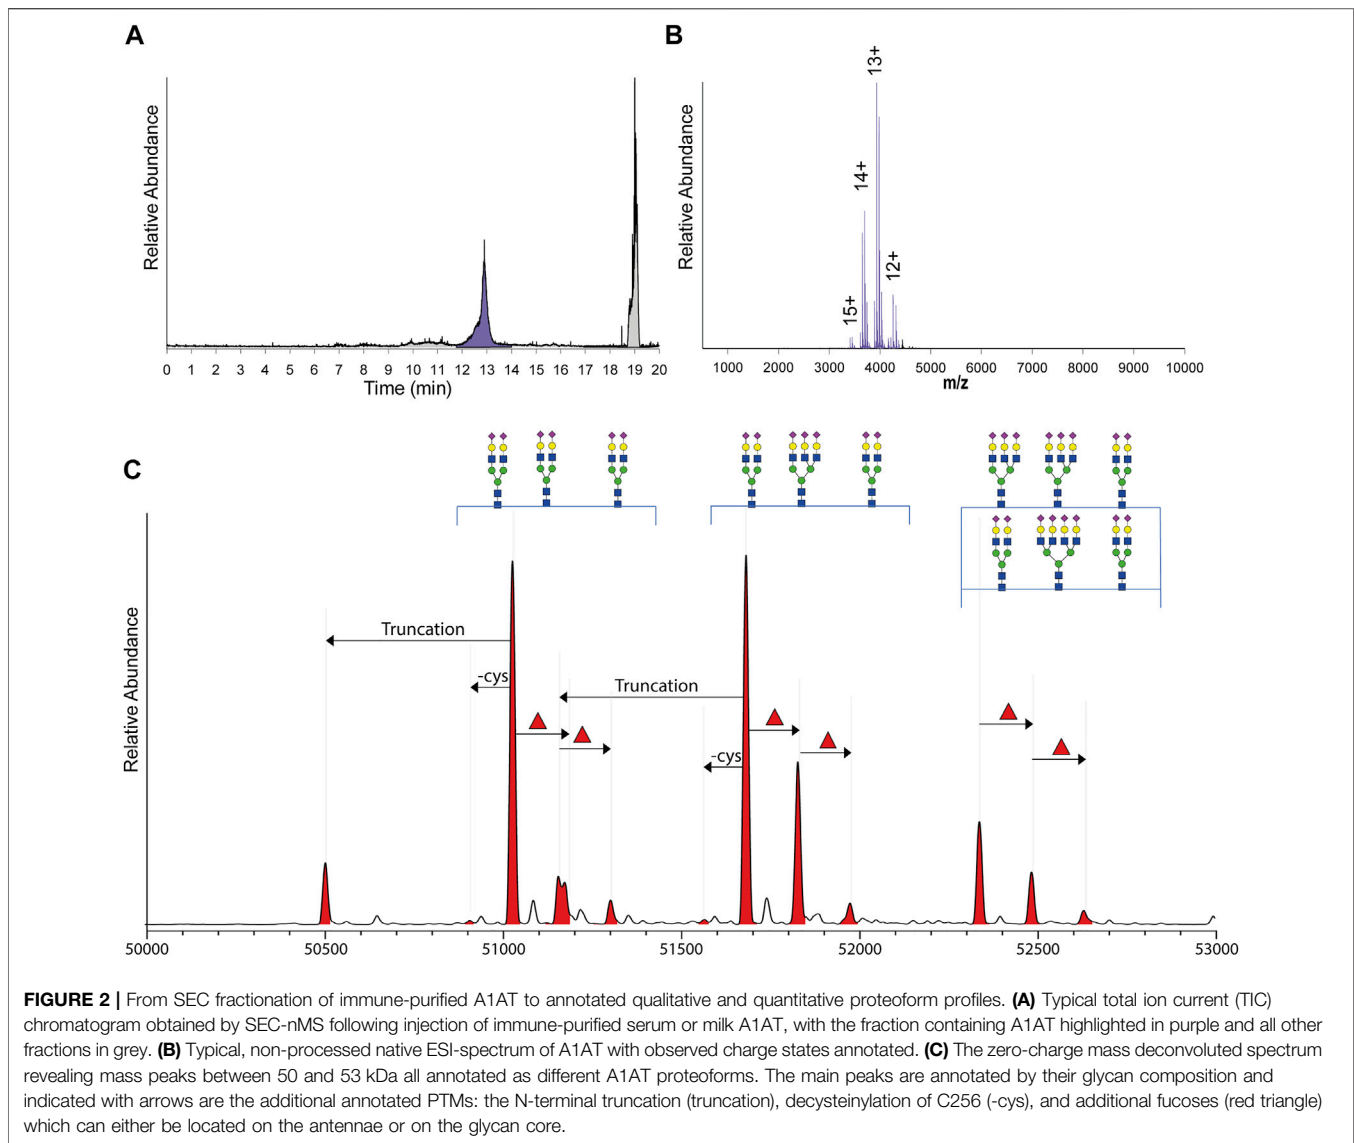 A
B
Relative Abundance
0 1 2 3 4 5 6 7 8 9 10 11 12 13 14 15 16 17 18 19 20
Time (min)
Relative Abundance
15+
14+
13+
12+
1000 2000 3000 4000 5000 6000 7000 8000 9000 10000
m/z
C
Relative Abundance
Truncation
-cys
Truncation
-cys
50000 50500 51000 51500 52000 52500 53000
FIGURE 2 | From SEC fractionation of immune-purified A1AT to annotated qualitative and quantitative proteoform profiles. (A) Typical total ion current (TIC)
chromatogram obtained by SEC-nMS following injection of immune-purified serum or milk A1AT, with the fraction containing A1AT highlighted in purple and all other
fractions in grey. (B) Typical, non-processed native ESI-spectrum of A1AT with observed charge states annotated. (C) The zero-charge mass deconvoluted spectrum
revealing mass peaks between 50 and 53 kDa all annotated as different A1AT proteoforms. The main peaks are annotated by their glycan composition and
indicated with arrows are the additional annotated PTMs: the N-terminal truncation (truncation), decysteinylation of C256 (-cys), and additional fucoses (red triangle)
which can either be located on the antennae or on the glycan core.